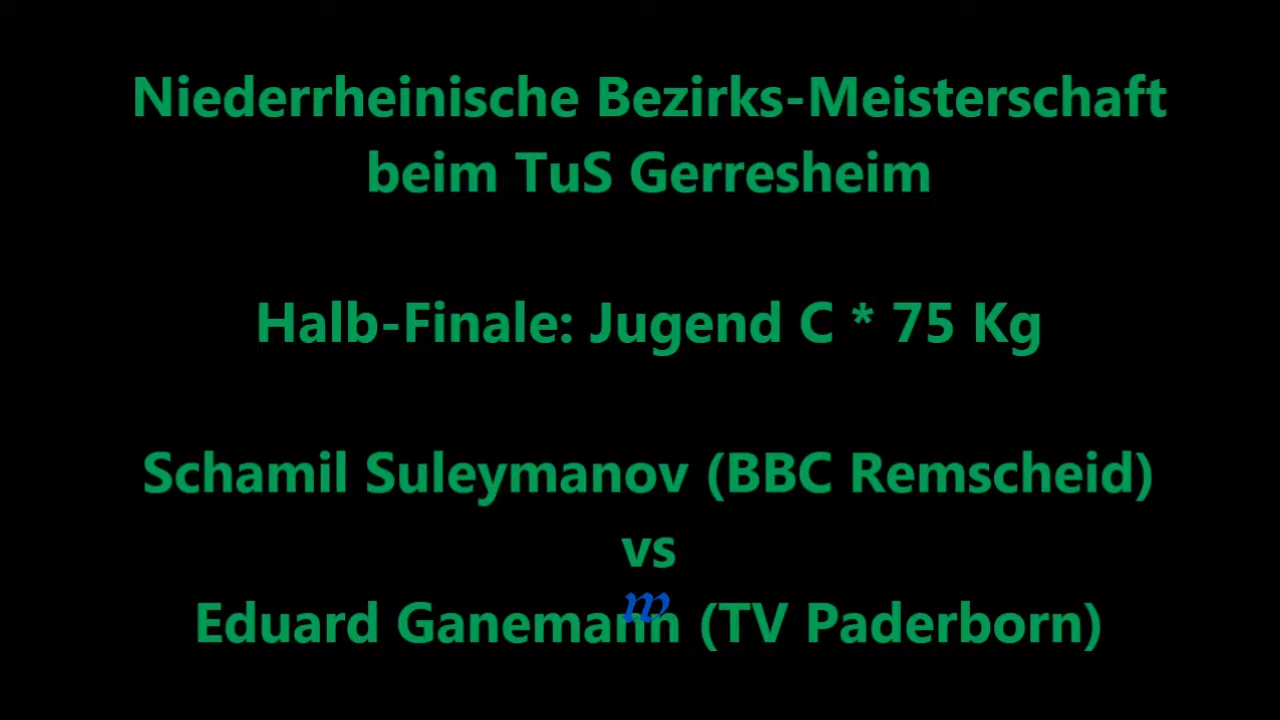 Niederrheinische Bezirks-Meisterschaft
beim TuS Gerresheim
Halb-Finale: Jugend C * 75 Kg
Schamil Suleymanov (BBC Remscheid)
vs
Eduard Ganemann (TV Paderborn)